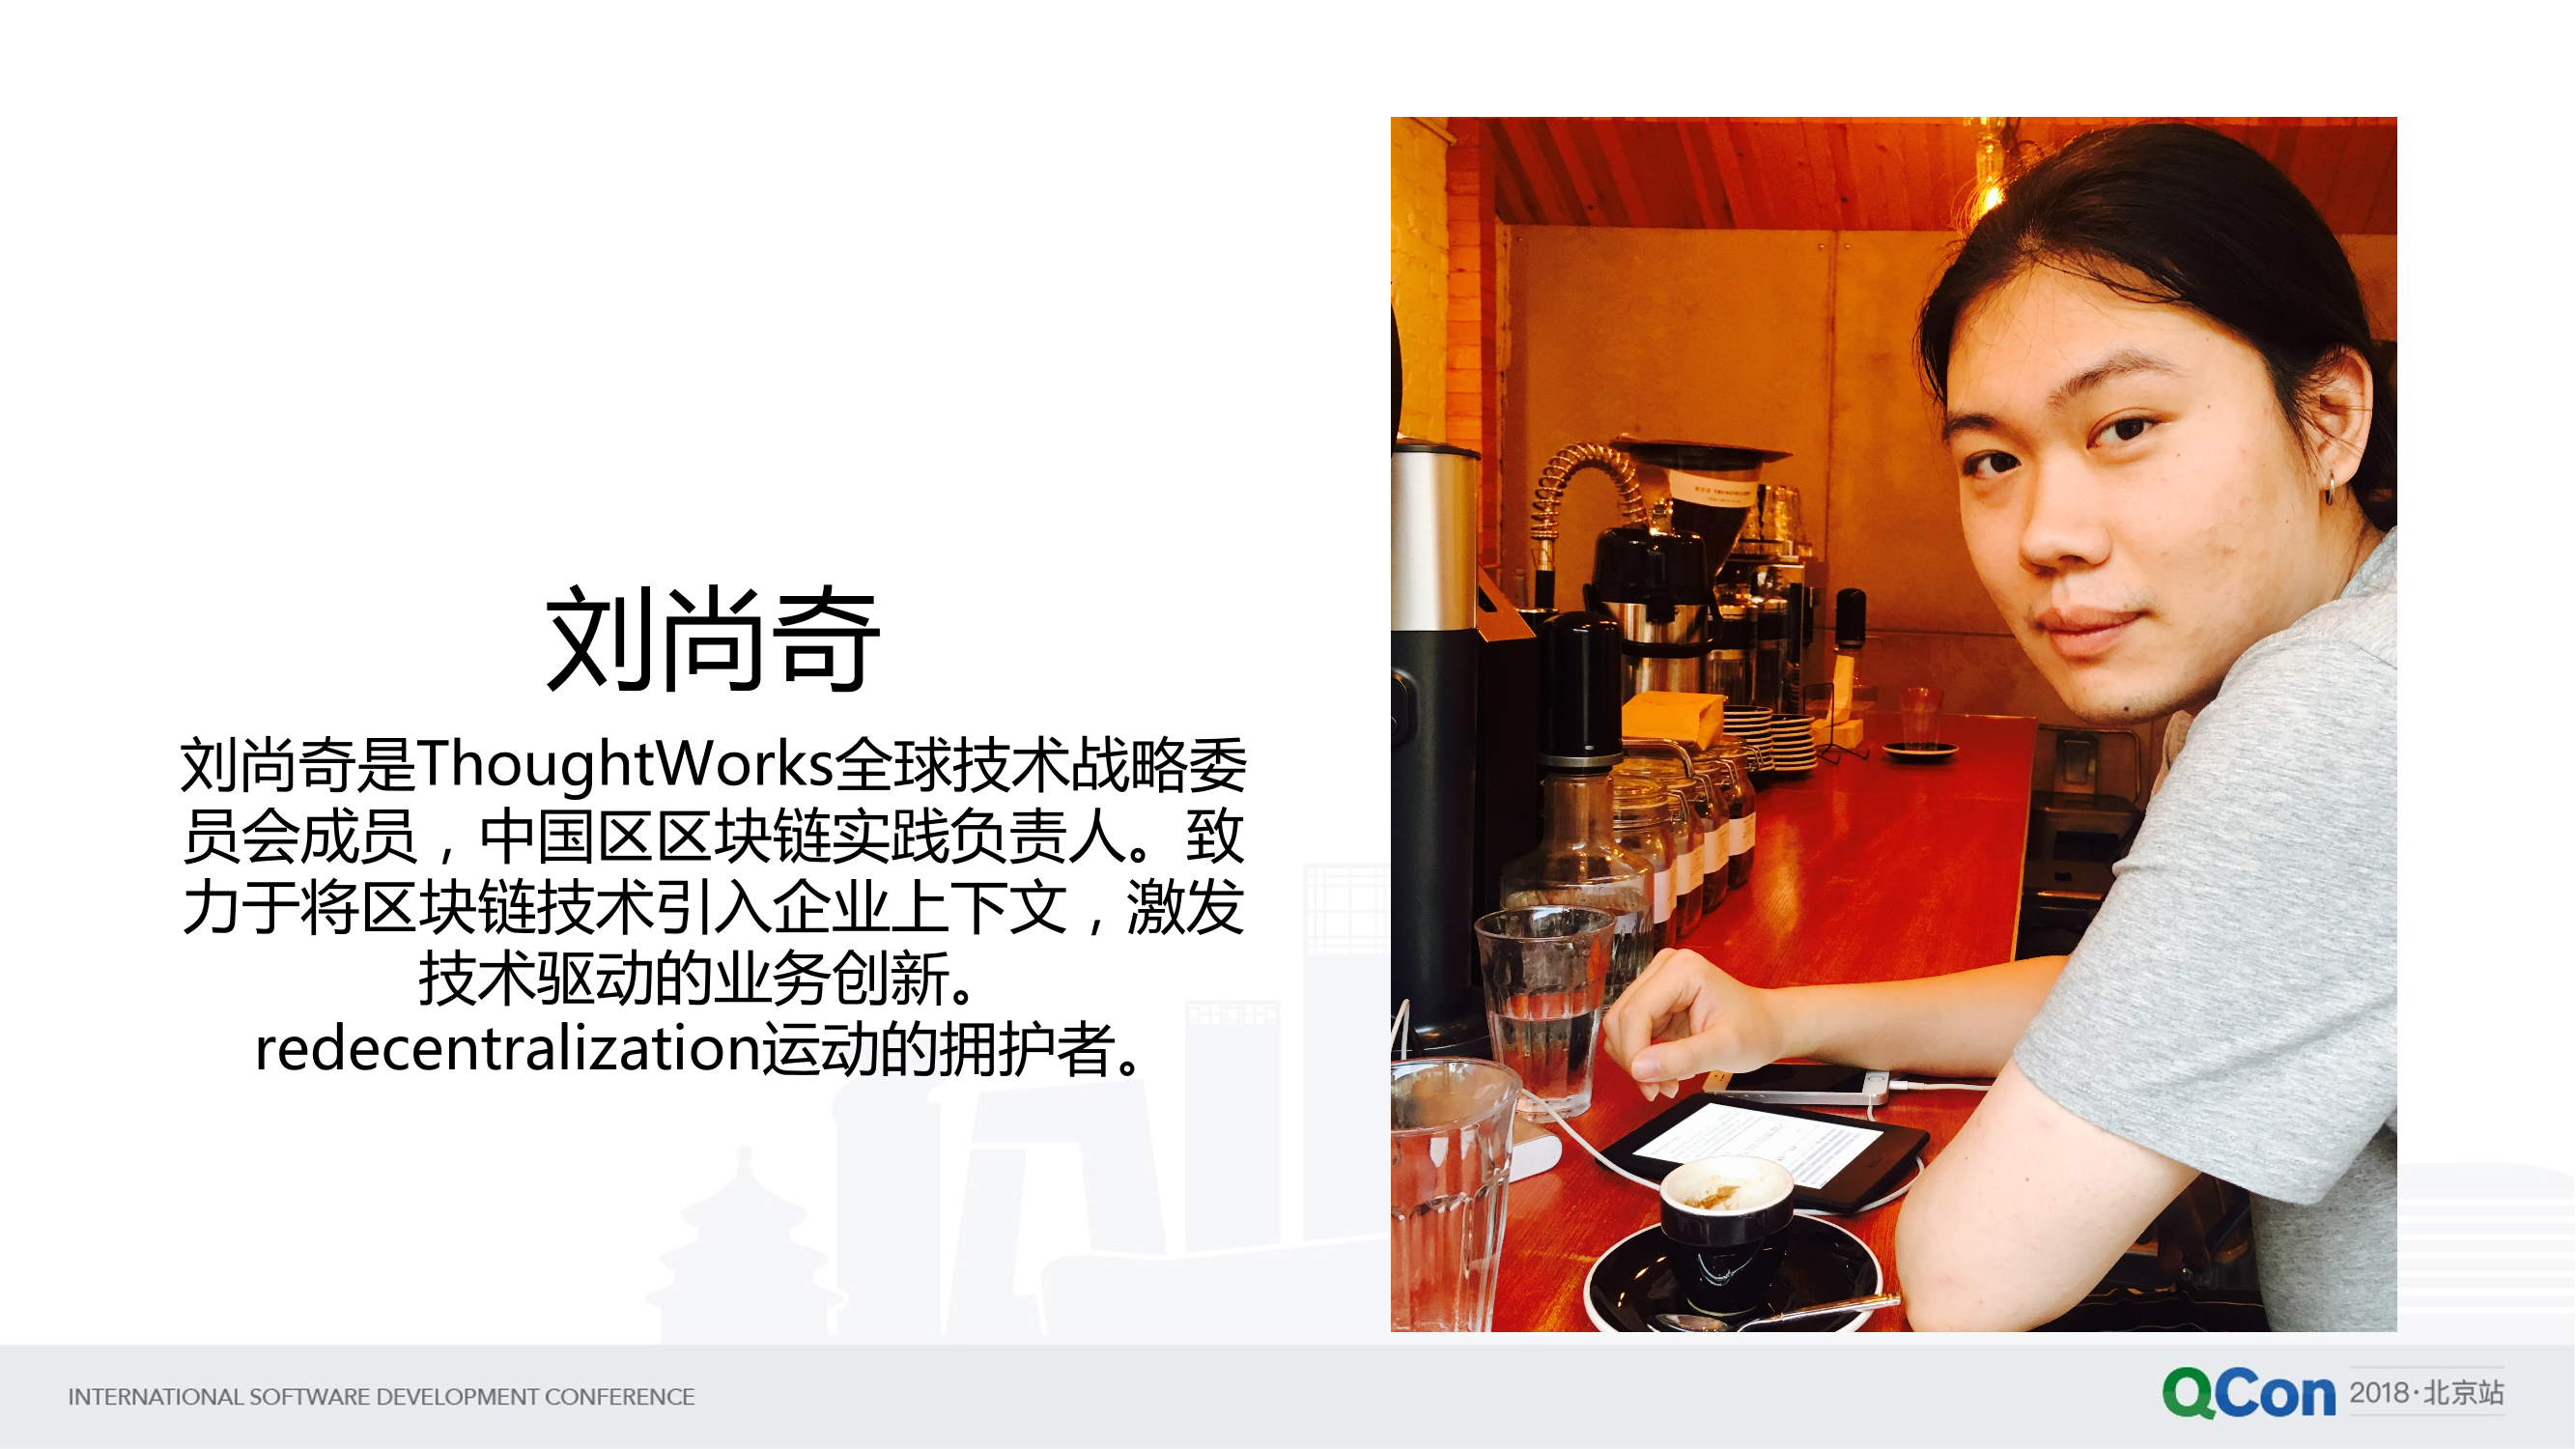 刘尚奇
刘尚奇是ThoughtWorks全球技术战略委
员会成员，中国区区块链实践负责人。致
力于将区块链技术引入企业上下文，激发
技术驱动的业务创新。
redecentralization运动的拥护者。
INTERNATIONAL SOFTWARE DEVELOPMENT CONFERENCE
QCon 2018·北京站